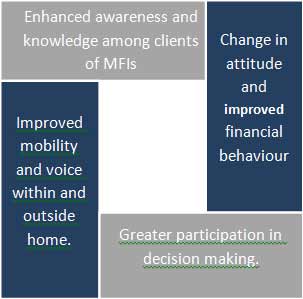 Enhanced awareness and
knowledge among clients
of MFIs
Change in
attitude
and
improved
financial
behaviour
Improved
mobility
and voice
within and
outside
home.
Greater participation in
decision making.